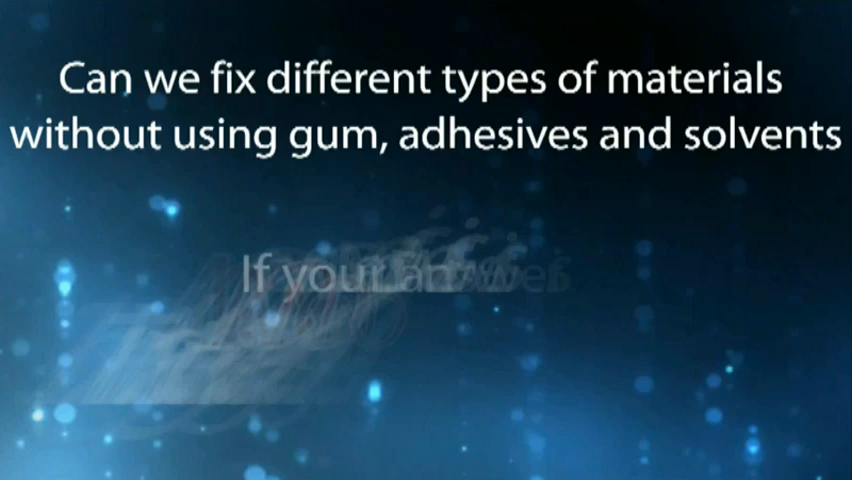 Can we fix different types of materials
without using gum, adhesives and solvents
If your answer